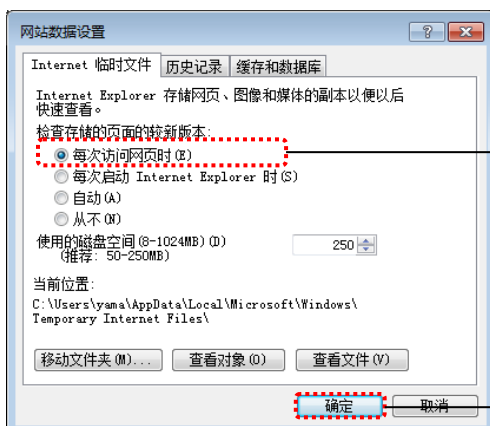 网站数据设置
Internet 临时文件 历史记录 缓存和数据库
Internet Explorer 存储网页、图像和媒体的副本以便以后
快速查看。
检查存储的页面的较新版本:
每次访问网页时(E)
每次启动 Internet Explorer 时(S)
自动(A)
从不(N)
使用的磁盘空间(8-1024MB)(D) 250
(推荐: 50-250MB)
当前位置:
C:\Users\yama\AppData\Local\Microsoft\Windows\
Temporary Internet Files\
移动文件夹(M)... 查看对象(O) 查看文件(V)
确定 取消